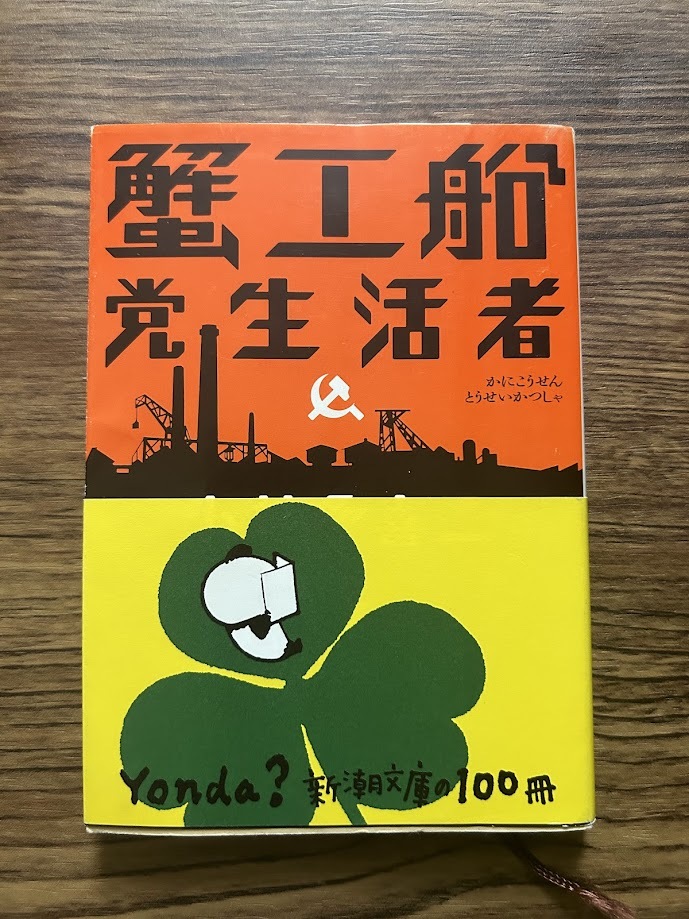 蟹工船
党生活者
かにこうせん
とうせいかつしゃ
Yonda? 新潮文庫の100冊